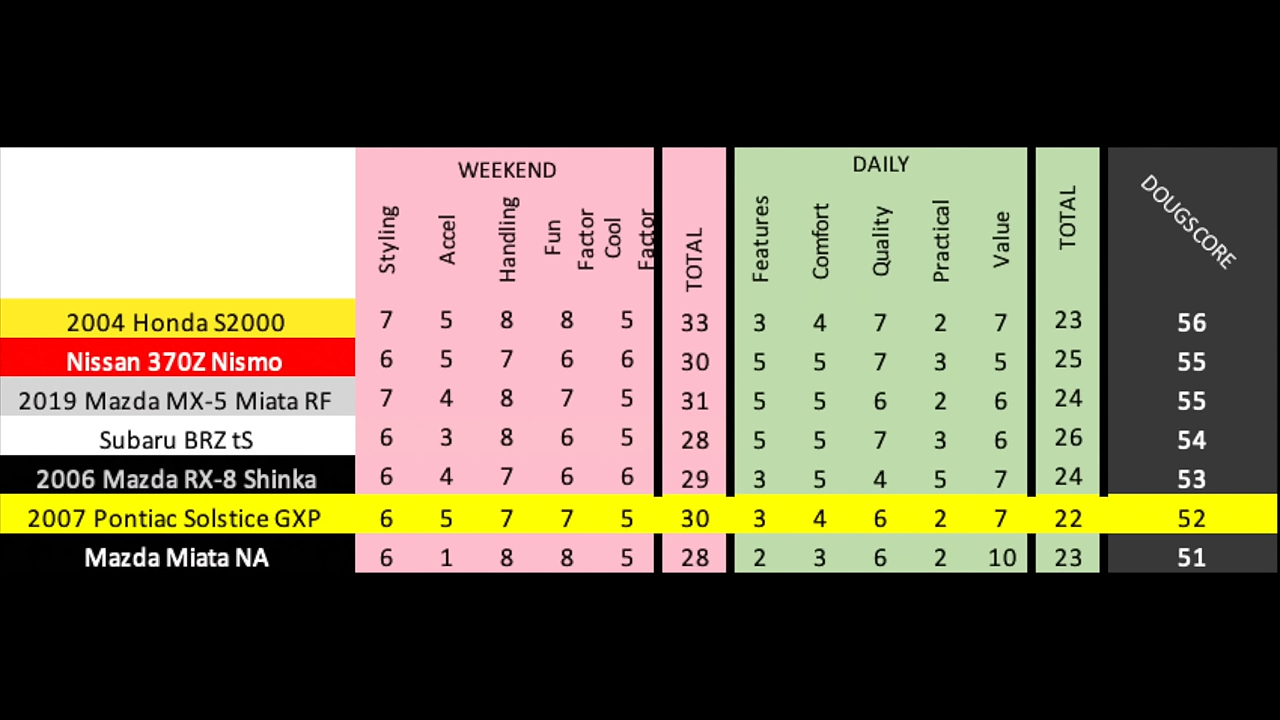 WEEKEND
DAILY
Styling
Accel
Handling
Fun
Factor
Cool
Factor
TOTAL
Features
Comfort
Quality
Practical
Value
TOTAL
DOUGSCORE
2004 Honda S2000 7 5 8 8 5 33 3 4 7 2 7 23 56
Nissan 370Z Nismo 6 5 7 6 6 30 5 5 7 3 5 25 55
2019 Mazda MX-5 Miata RF 7 4 8 7 5 31 5 5 6 2 6 24 55
Subaru BRZ tS 6 3 8 6 5 28 5 5 7 3 6 26 54
2006 Mazda RX-8 Shinka 6 4 7 6 6 29 3 5 4 5 7 24 53
2007 Pontiac Solstice GXP 6 5 7 7 5 30 3 4 6 2 7 22 52
Mazda Miata NA 6 1 8 8 5 28 2 3 6 2 10 23 51